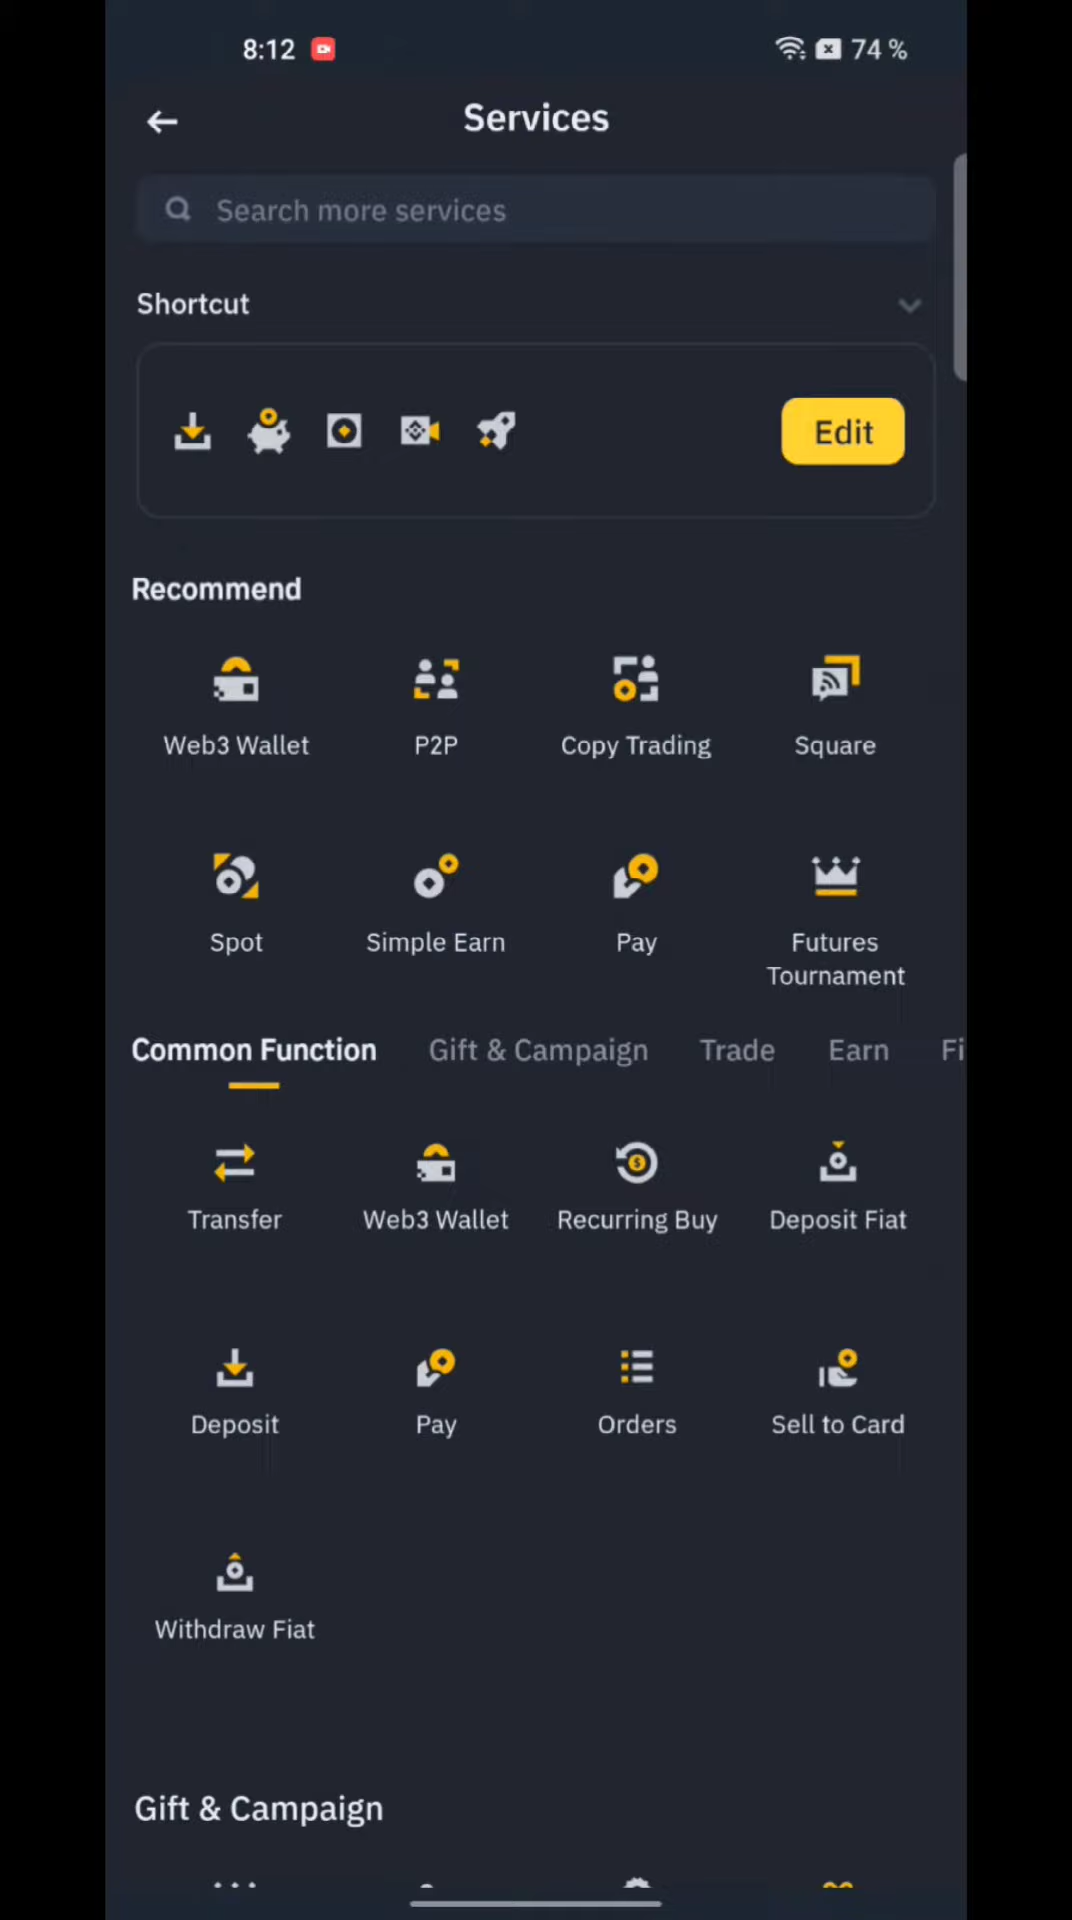 8:12
74 %
Services
Search more services
Shortcut
Edit
Recommend
Web3 Wallet
P2P
Copy Trading
Square
Spot
Simple Earn
Pay
Futures
Tournament
Common Function
Gift & Campaign
Trade
Earn
Fi
Transfer
Web3 Wallet
Recurring Buy
Deposit Fiat
Deposit
Pay
Orders
Sell to Card
Withdraw Fiat
Gift & Campaign